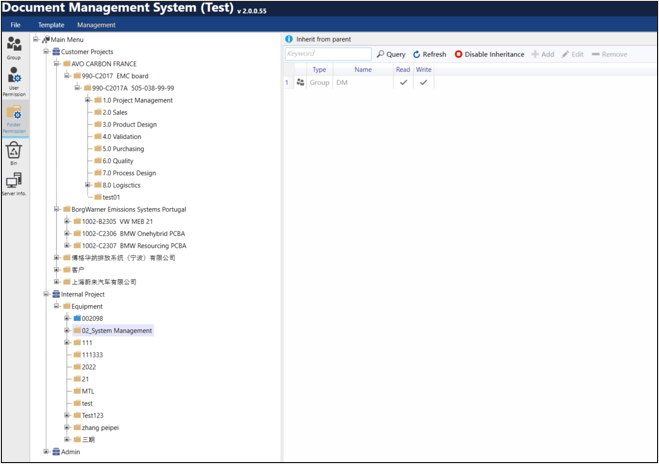 Document Management System (Test) v 2.0.0.55
File Template Management
Group
User Permission
Folder Permission
Bin
Server Info.
Main Menu
Customer Projects
AVO CARBON FRANCE
990-C2017 EMC board
990-C2017A 505-038-99-99
1.0 Project Management
2.0 Sales
3.0 Product Design
4.0 Validation
5.0 Purchasing
6.0 Quality
7.0 Process Design
8.0 Logisctics
test01
BorgWarner Emissions Systems Portugal
1002-B2305 VW MEB 21
1002-C2306 BMW Onehybrid PCBA
1002-C2307 BMW Resourcing PCBA
博格华纳排放系统（宁波）有限公司
客户
上海蔚来汽车有限公司
Internal Project
Equipment
002098
02_System Management
111
111333
2022
21
MTL
test
Test123
zhang peipei
三期
Admin
Inherit from parent
Keyword Query Refresh Disable Inheritance Add Edit Remove
Type Name Read Write
1 Group DM